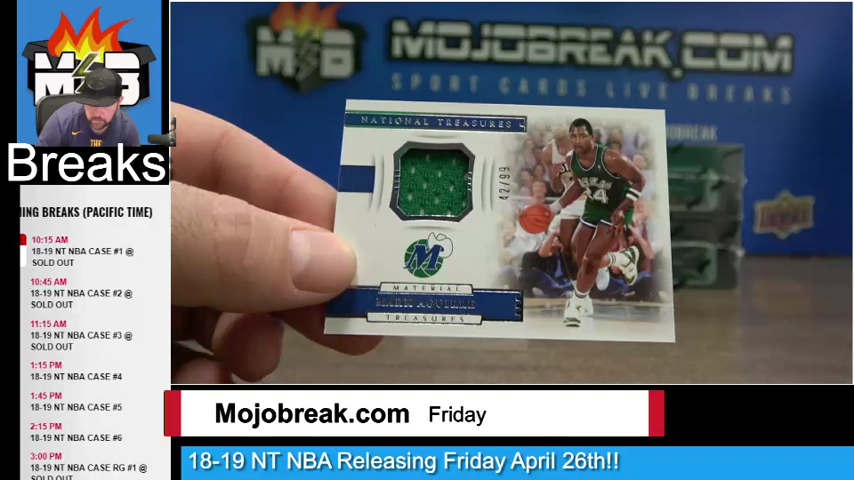 M B
Breaks
MING BREAKS (PACIFIC TIME)
10:15 AM
18-19 NT NBA CASE #1 @
SOLD OUT
10:45 AM
18-19 NT NBA CASE #2 @
SOLD OUT
11:15 AM
18-19 NT NBA CASE #3 @
SOLD OUT
1:15 PM
18-19 NT NBA CASE #4
1:45 PM
18-19 NT NBA CASE #5
2:15 PM
18-19 NT NBA CASE #6
3:00 PM
18-19 NT NBA CASE RG #1 @
SOLD OUT
M B
MOJOBREAK.COM
SPORT CARDS LIVE BREAKS
MOJOBREAK
NATIONAL TREASURES
42/99
M
MATERIAL
MARK AGUIRRE
TREASURES
Mojobreak.com Friday
18-19 NT NBA Releasing Friday April 26th!!